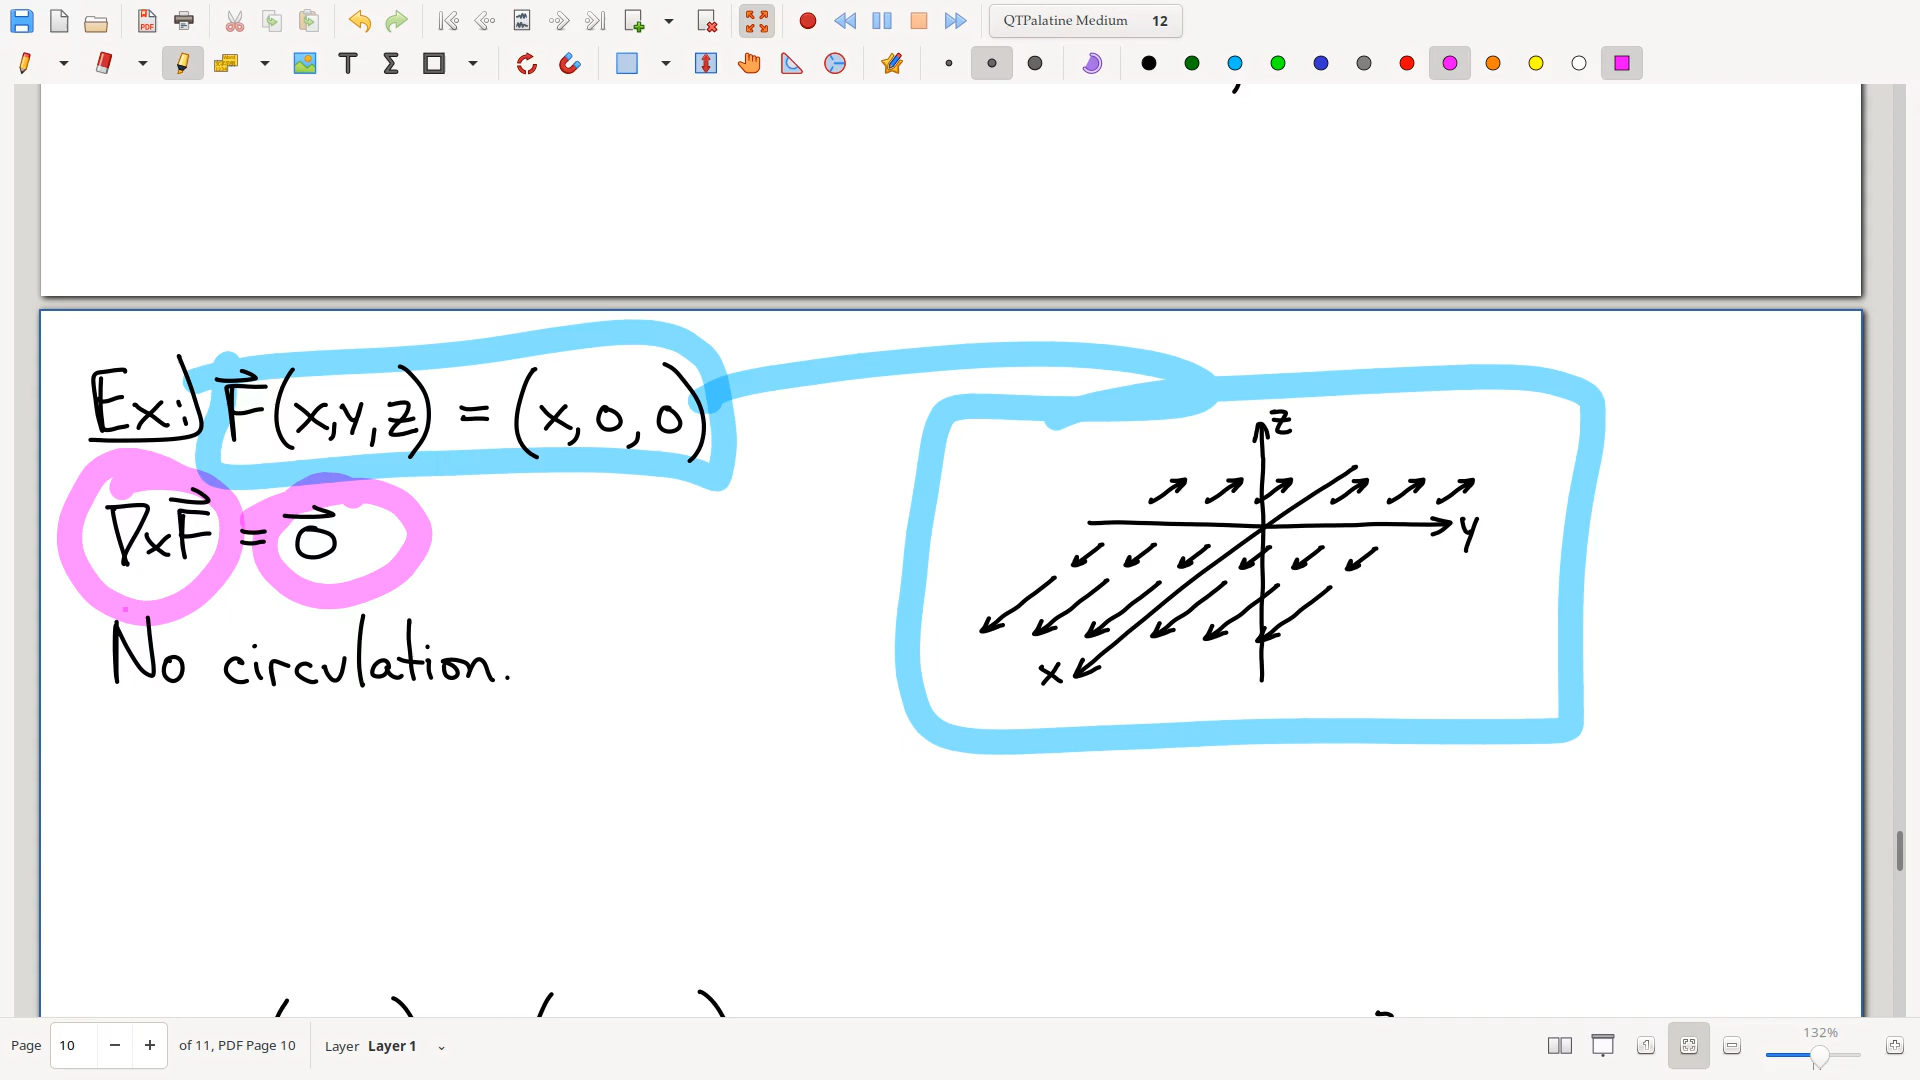 QTPalatine Medium 12
Ex:) F⃗(x,y,z) = (x,0,0)
∇xF⃗ = 0⃗
No circulation.
z
y
x
Page 10 of 11, PDF Page 10 Layer Layer 1 132%